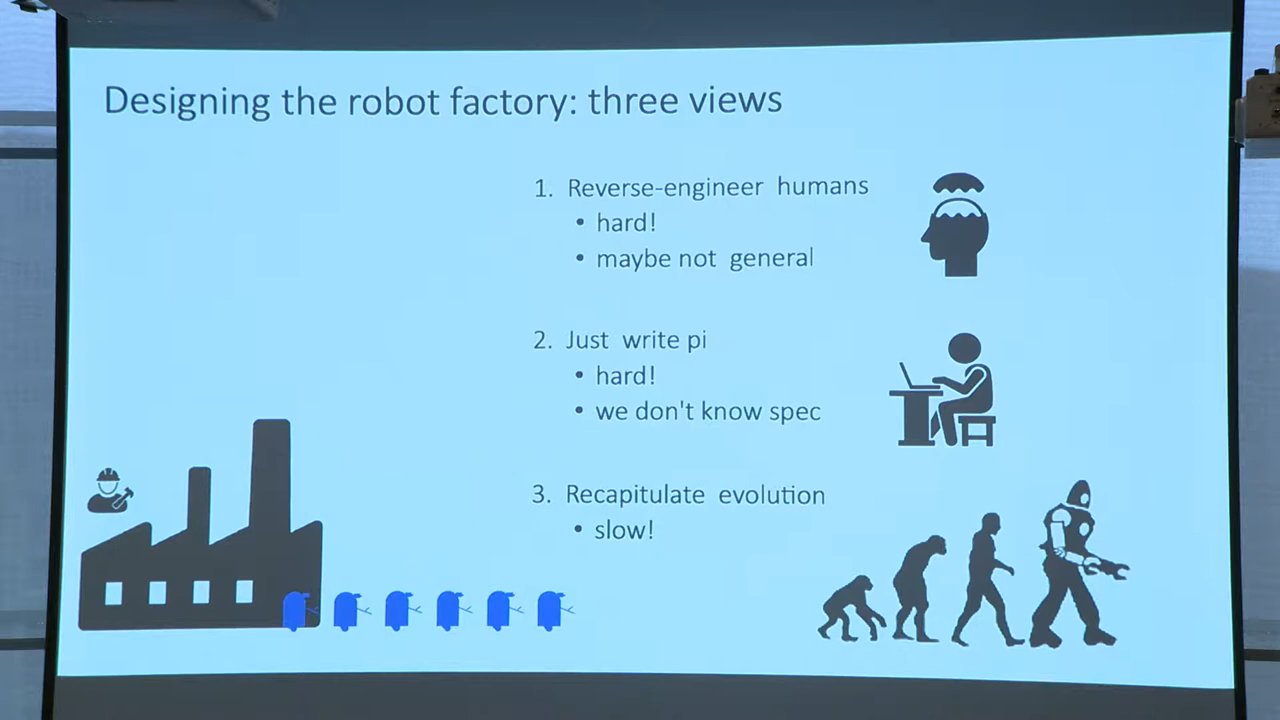 Designing the robot factory: three views
1. Reverse-engineer humans
• hard!
• maybe not general
2. Just write pi
• hard!
• we don't know spec
3. Recapitulate evolution
• slow!